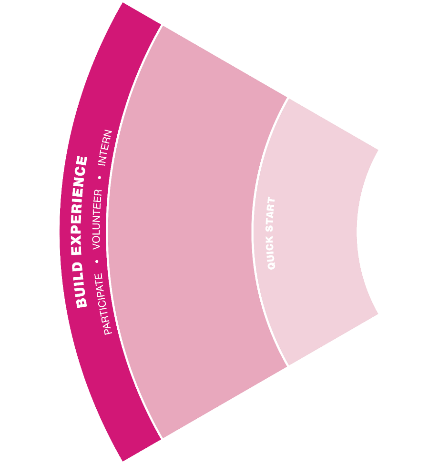 BUILD EXPERIENCE
PARTICIPATE • VOLUNTEER • INTERN
QUICK START